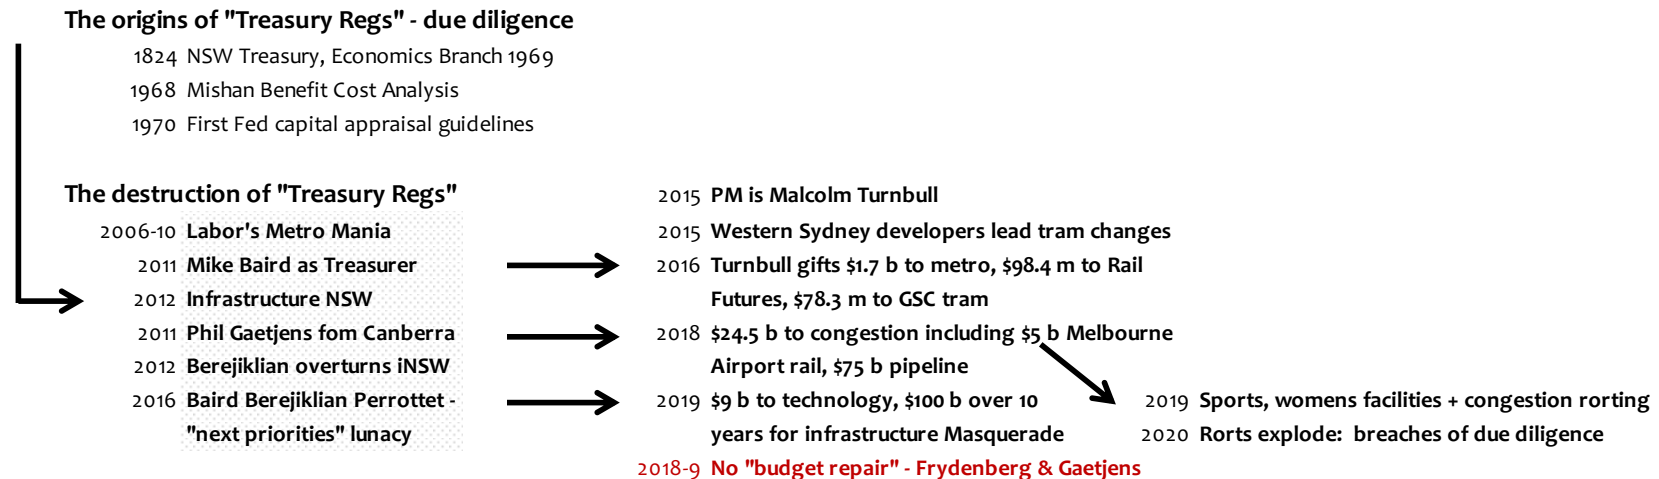 The origins of "Treasury Regs" - due diligence
1824 NSW Treasury, Economics Branch 1969
1968 Mishan Benefit Cost Analysis
1970 First Fed capital appraisal guidelines
The destruction of "Treasury Regs"
2006-10 Labor's Metro Mania
2011 Mike Baird as Treasurer
2012 Infrastructure NSW
2011 Phil Gaetjens fom Canberra
2012 Berejiklian overturns iNSW
2016 Baird Berejiklian Perrottet -
"next priorities" lunacy
2015 PM is Malcolm Turnbull
2015 Western Sydney developers lead tram changes
2016 Turnbull gifts $1.7 b to metro, $98.4 m to Rail
Futures, $78.3 m to GSC tram
2018 $24.5 b to congestion including $5 b Melbourne
Airport rail, $75 b pipeline
2019 $9 b to technology, $100 b over 10
years for infrastructure Masquerade
2018-9 No "budget repair" - Frydenberg & Gaetjens
2019 Sports, womens facilities + congestion rorting
2020 Rorts explode: breaches of due diligence